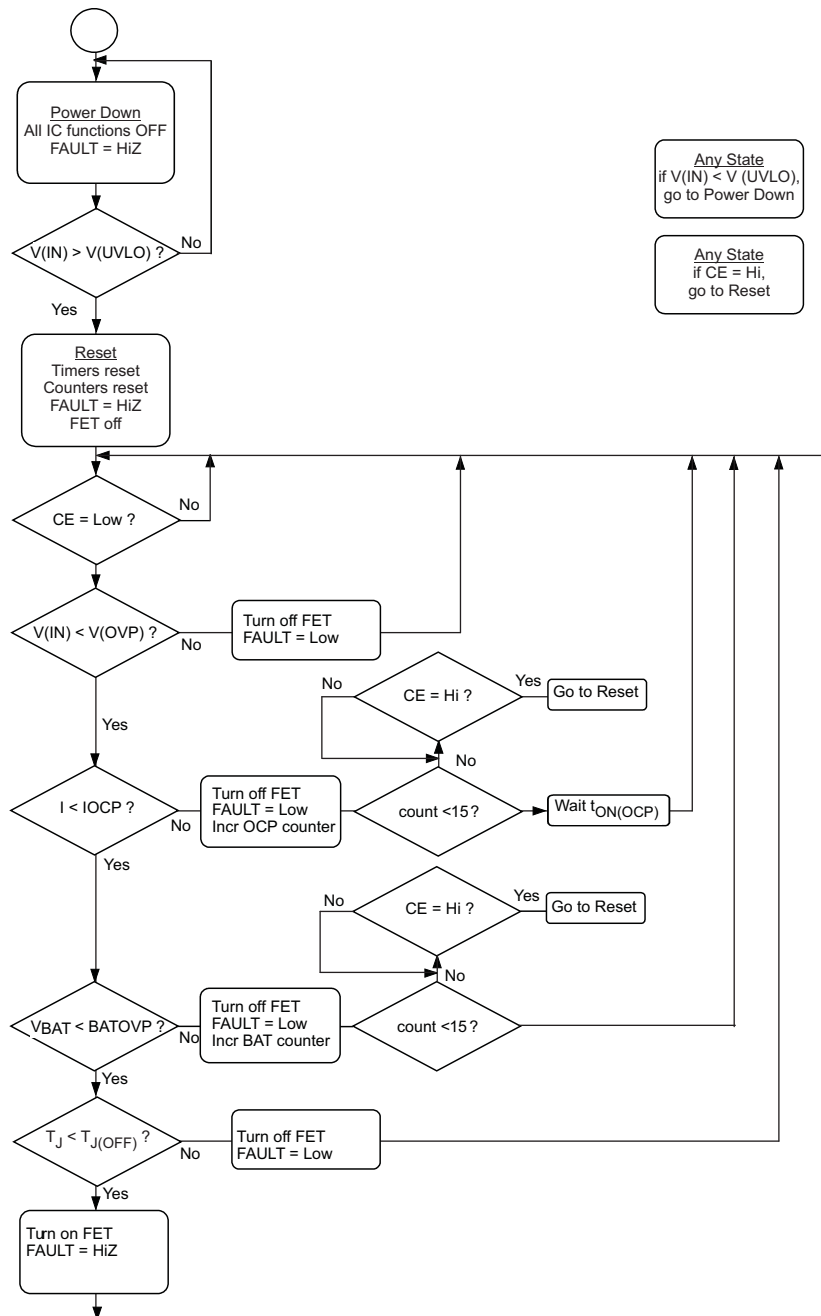 Power Down
All IC functions OFF
FAULT = HiZ
Any State
if V(IN) < V (UVLO),
go to Power Down
V(IN) > V(UVLO) ?
No
Any State
if CE = Hi,
go to Reset
Yes
Reset
Timers reset
Counters reset
FAULT = HiZ
FET off
CE = Low ?
No
V(IN) < V(OVP) ?
No
Turn off FET
FAULT = Low
Yes
No
CE = Hi ?
Yes
Go to Reset
No
I < IOCP ?
No
Turn off FET
FAULT = Low
Incr OCP counter
count <15?
Wait tON(OCP)
Yes
No
CE = Hi ?
Yes
Go to Reset
No
VBAT < BATOVP ?
No
Turn off FET
FAULT = Low
Incr BAT counter
count <15?
Yes
TJ < TJ(OFF) ?
No
Turn off FET
FAULT = Low
Yes
Turn on FET
FAULT = HiZ